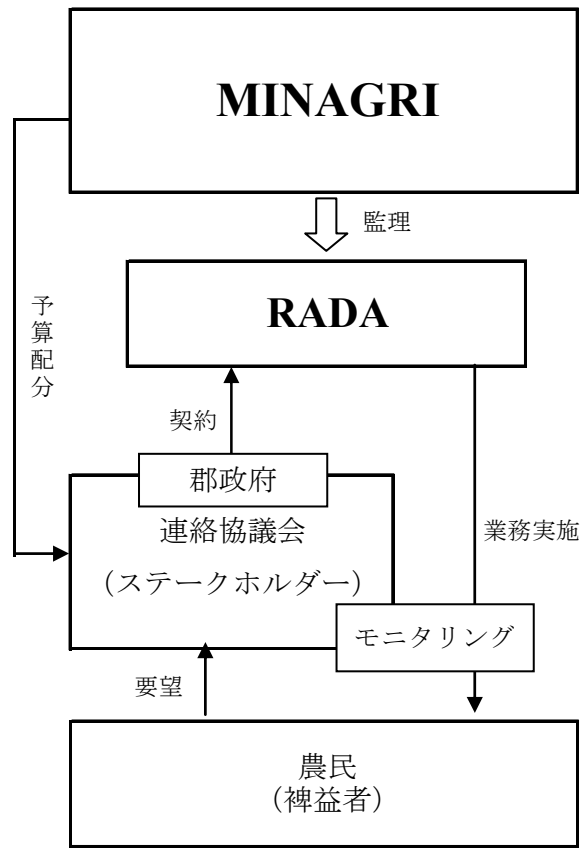 MINAGRI
監理
RADA
予算配分
契約
郡政府
連絡協議会
（ステークホルダー）
業務実施
モニタリング
要望
農民
（裨益者）